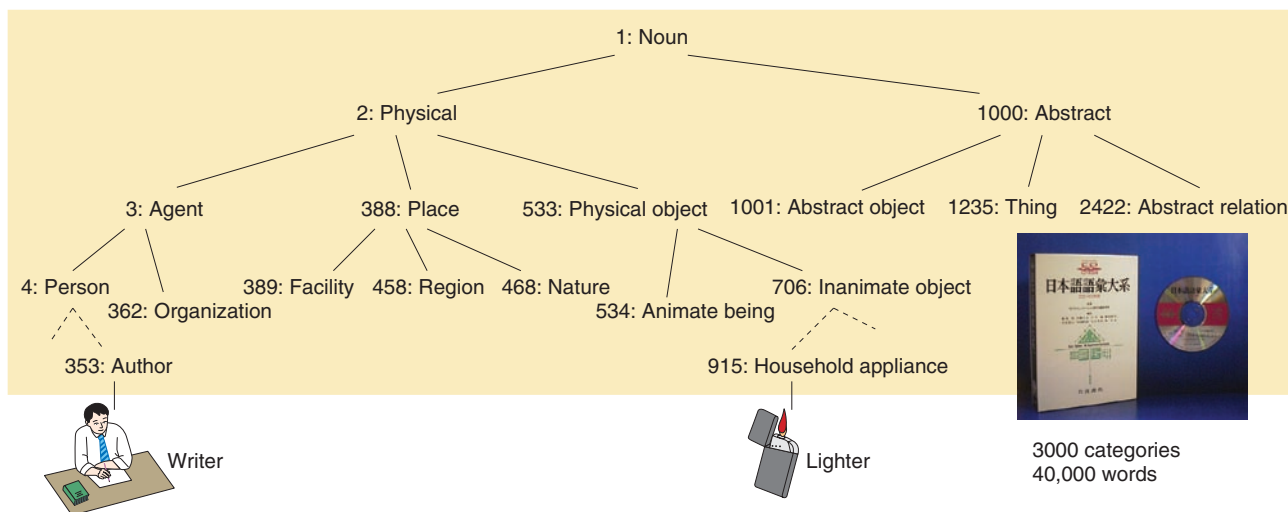 1: Noun
2: Physical
1000: Abstract
3: Agent
388: Place
533: Physical object
1001: Abstract object
1235: Thing
2422: Abstract relation
4: Person
362: Organization
389: Facility
458: Region
468: Nature
534: Animate being
706: Inanimate object
353: Author
915: Household appliance
日本語語彙大系
Writer
Lighter
3000 categories
40,000 words